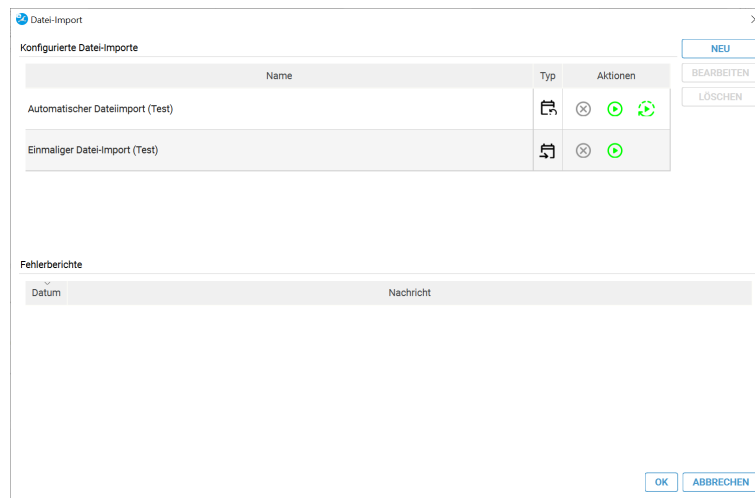 Datei-Import
Konfigurierte Datei-Importe
NEU
Name Typ Aktionen
BEARBEITEN
LÖSCHEN
Automatischer Dateiimport (Test)
Einmaliger Datei-Import (Test)
Fehlerberichte
Datum Nachricht
OK ABBRECHEN